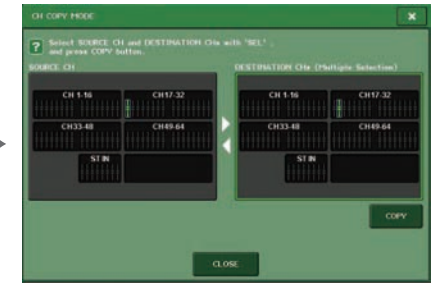 CH COPY MODE
×
? Select SOURCE CH and DESTINATION CHs with "SEL" ,
and press COPY button.
SOURCE CH
DESTINATION CHs (Multiple Selection)
CH 1-16 CH17-32
CH33-48 CH49-64
ST IN
CH 1-16 CH17-32
CH33-48 CH49-64
ST IN
COPY
CLOSE